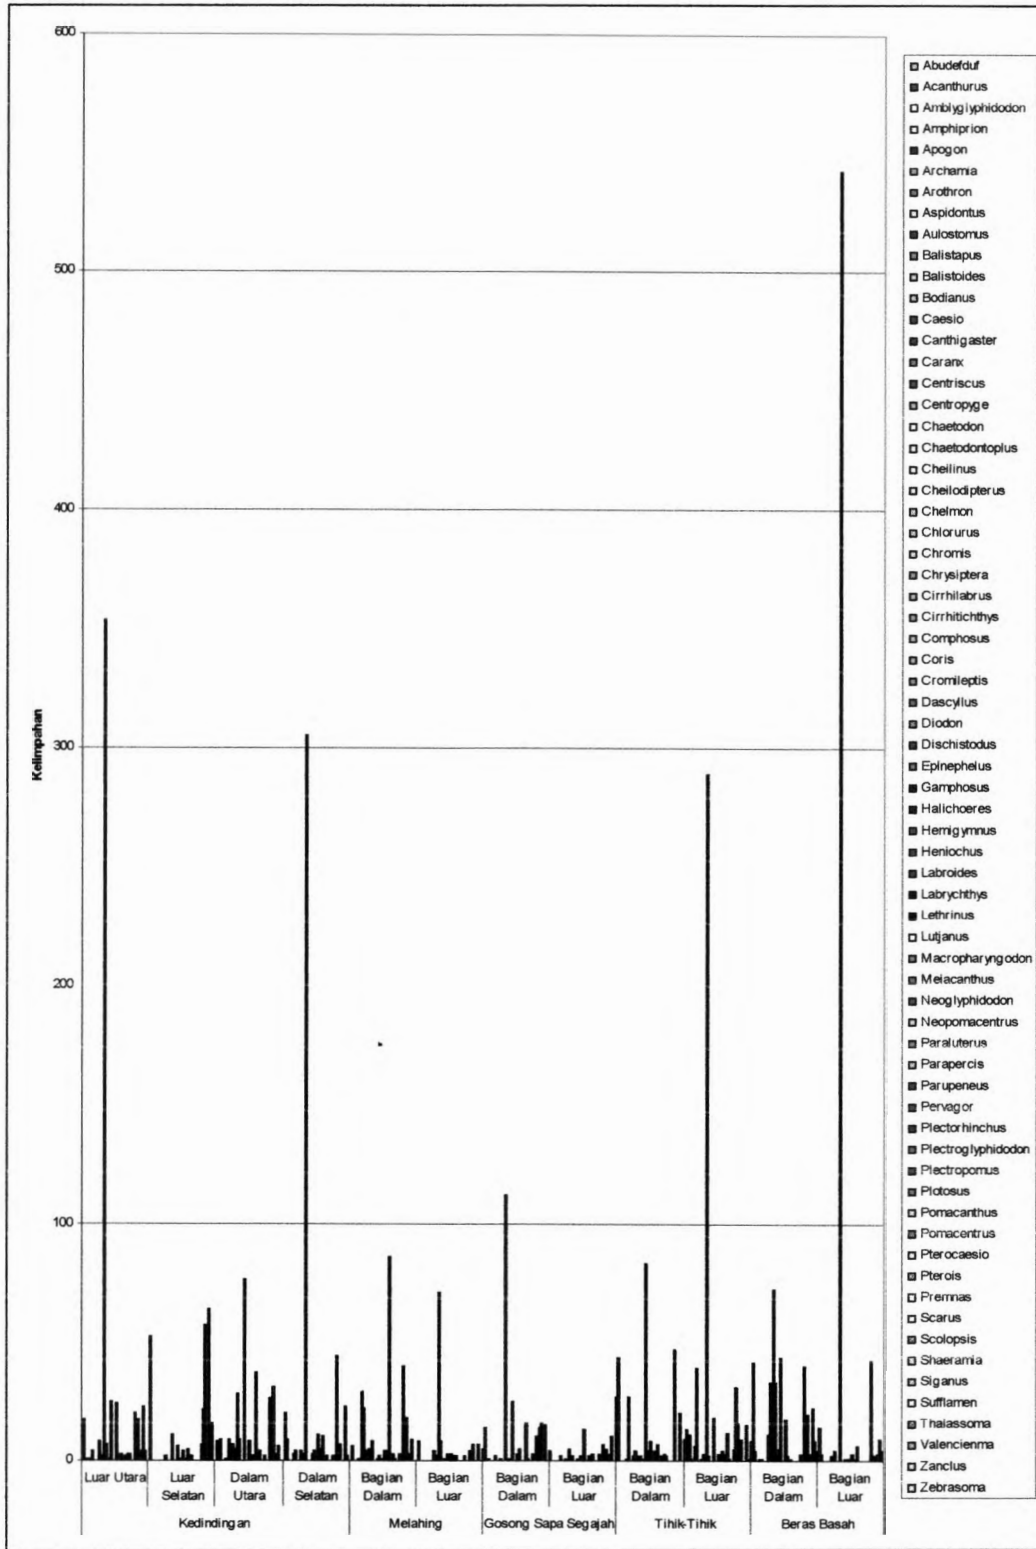 600
500
400
300
200
100
0
Kelimpahan
Luar Utara
Luar Selatan
Dalam Utara
Dalam Selatan
Bagian Dalam
Bagian Luar
Bagian Dalam
Bagian Luar
Bagian Dalam
Bagian Luar
Bagian Dalam
Bagian Luar
Kedindingan
Melahing
Gosong Sapa Segajah
Tihik-Tihik
Beras Basah
Abudefduf
Acanthurus
Amblyglyphidodon
Amphiprion
Apogon
Archamia
Arothron
Aspidontus
Aulostomus
Balistapus
Balistoides
Bodianus
Caesio
Canthigaster
Caranx
Centriscus
Centropyge
Chaetodon
Chaetodontoplus
Cheilinus
Cheilodipterus
Chelmon
Chlorurus
Chromis
Chrysiptera
Cirrhilabrus
Cirrhitichthys
Comphosus
Coris
Cromileptis
Dascyllus
Diodon
Dischistodus
Epinephelus
Gamphosus
Halichoeres
Hemigymnus
Heniochus
Labroides
Labrychthys
Lethrinus
Lutjanus
Macropharyngodon
Meiacanthus
Neoglyphidodon
Neopomacentrus
Paraluterus
Parapercis
Parupeneus
Pervagor
Plectorhinchus
Plectroglyphidodon
Plectropomus
Plotosus
Pomacanthus
Pomacentrus
Pterocaesio
Pterois
Premnas
Scarus
Scolopsis
Shaeramia
Siganus
Sufflamen
Thalassoma
Valencienma
Zanclus
Zebrasoma